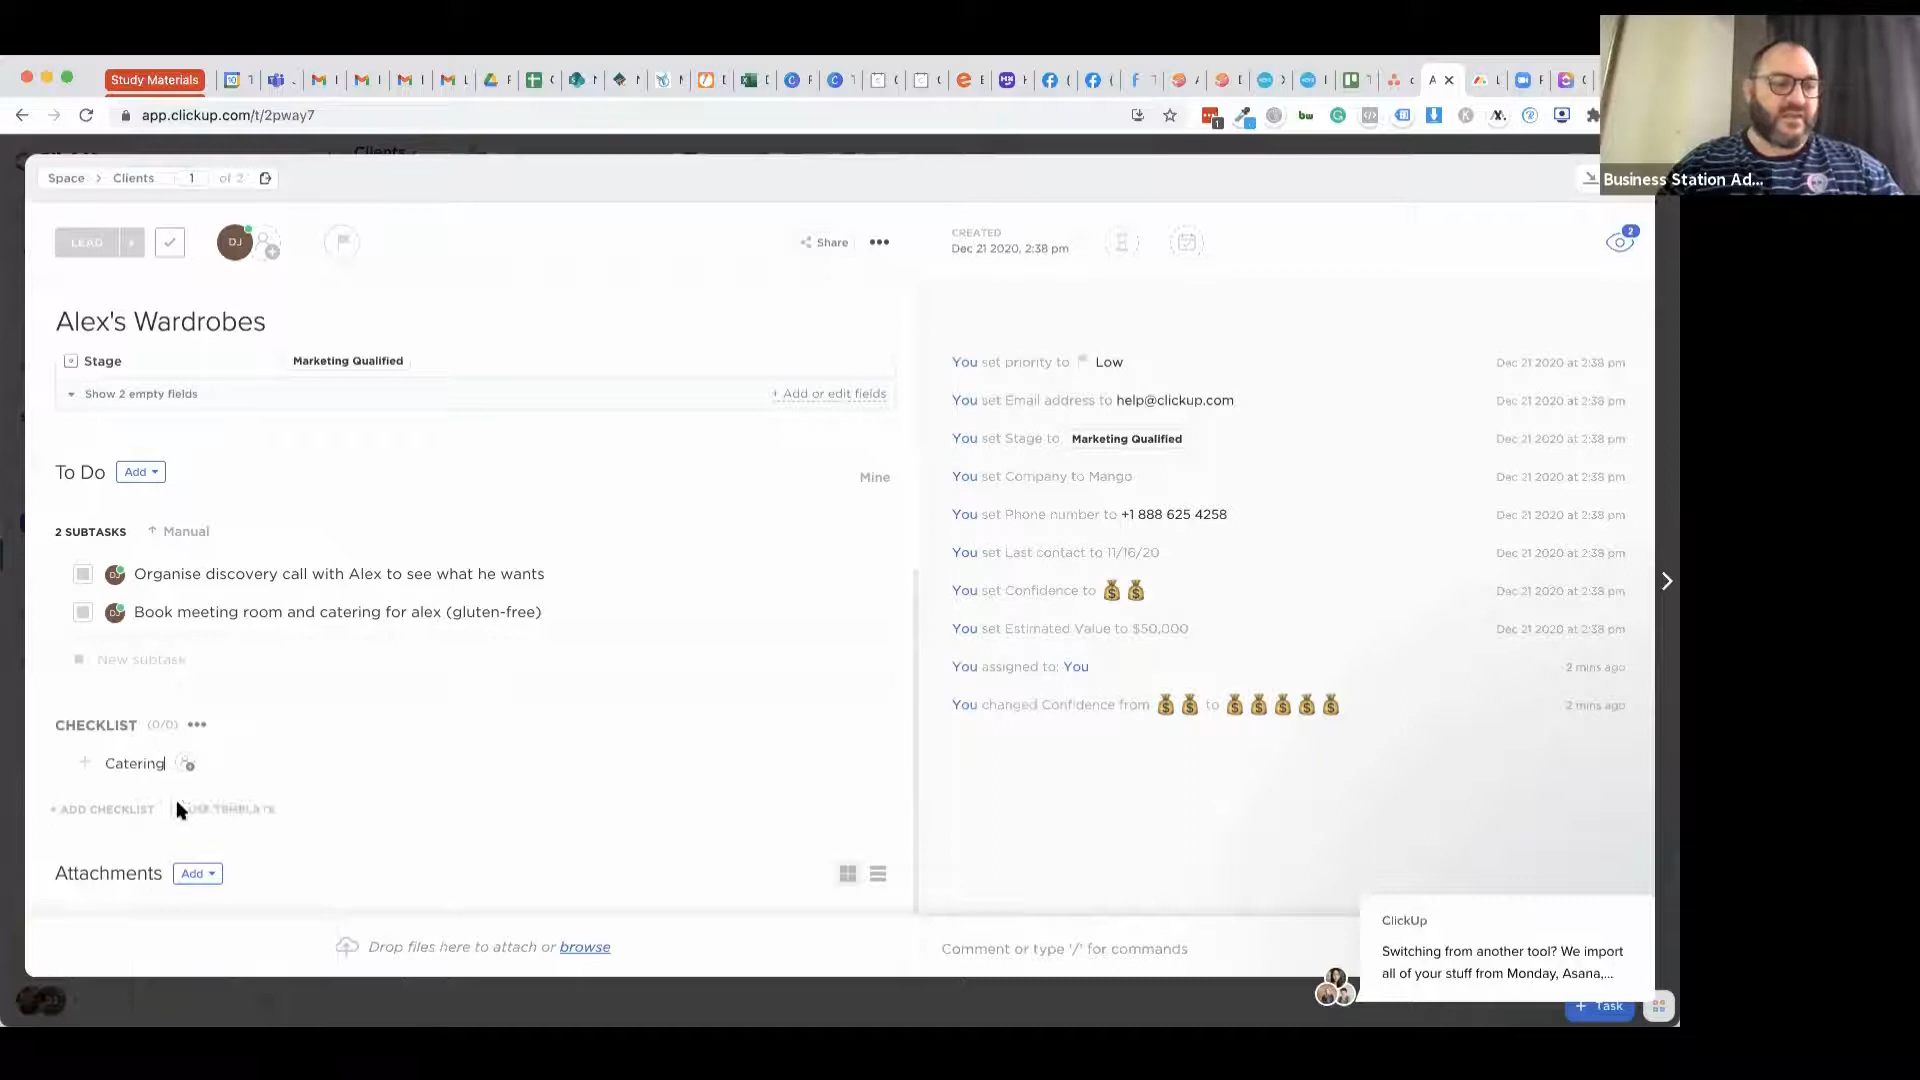 Study Materials
app.clickup.com/t/2pway7
Business Station Ad...
Clients
Space > Clients 1 of 2
LEAD
DJ
Share
CREATED
Dec 21 2020, 2:38 pm
2
Alex's Wardrobes
Stage Marketing Qualified
Show 2 empty fields + Add or edit fields
To Do Add
Mine
2 SUBTASKS Manual
Organise discovery call with Alex to see what he wants
Book meeting room and catering for alex (gluten-free)
New subtask
CHECKLIST (0/0)
Catering
+ ADD CHECKLIST
Attachments Add
Drop files here to attach or browse
You set priority to Low Dec 21 2020 at 2:38 pm
You set Email address to help@clickup.com Dec 21 2020 at 2:38 pm
You set Stage to Marketing Qualified Dec 21 2020 at 2:38 pm
You set Company to Mango Dec 21 2020 at 2:38 pm
You set Phone number to +1 888 625 4258 Dec 21 2020 at 2:38 pm
You set Last contact to 11/16/20 Dec 21 2020 at 2:38 pm
You set Confidence to Dec 21 2020 at 2:38 pm
You set Estimated Value to $50,000 Dec 21 2020 at 2:38 pm
You assigned to: You 2 mins ago
You changed Confidence from to 2 mins ago
Comment or type '/' for commands
ClickUp
Switching from another tool? We import
all of your stuff from Monday, Asana,...
+ Task